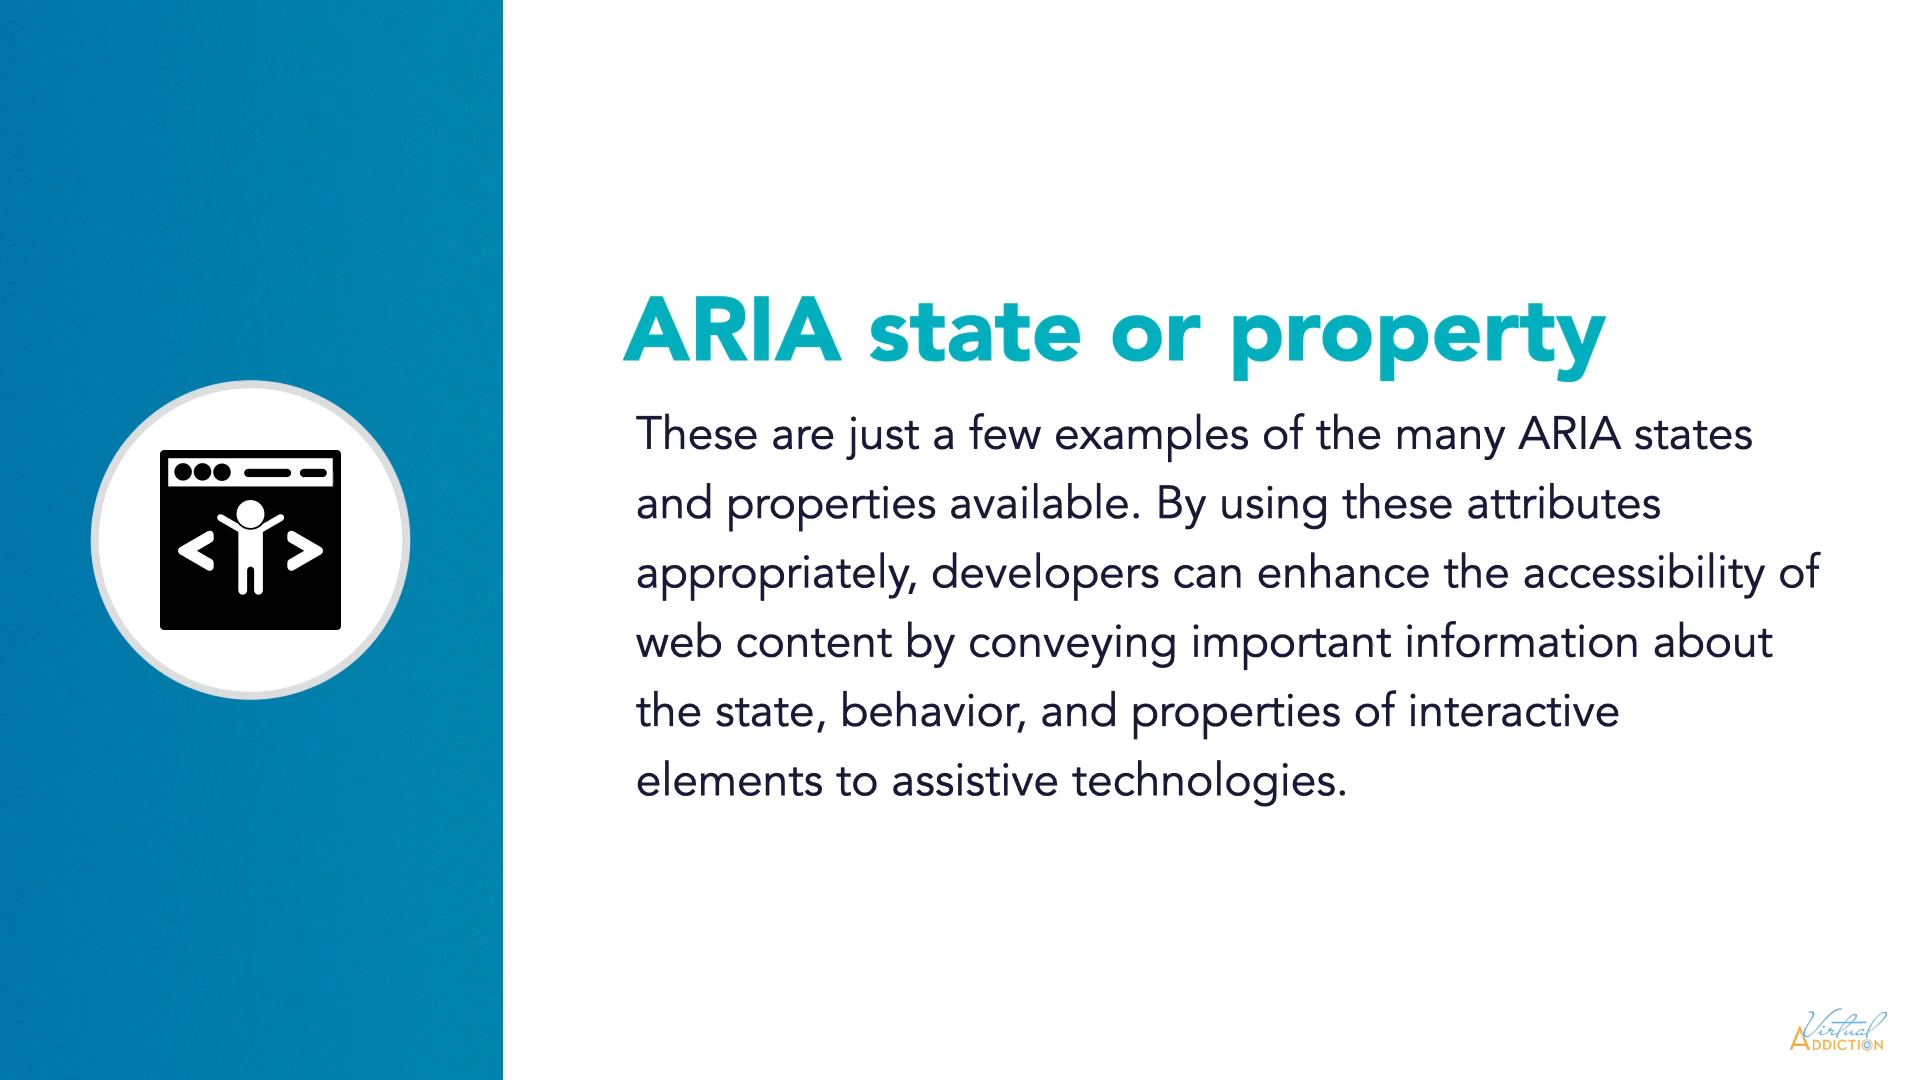 ARIA state or property
These are just a few examples of the many ARIA states
and properties available. By using these attributes
appropriately, developers can enhance the accessibility of
web content by conveying important information about
the state, behavior, and properties of interactive
elements to assistive technologies.
Virtual
ADDICTION